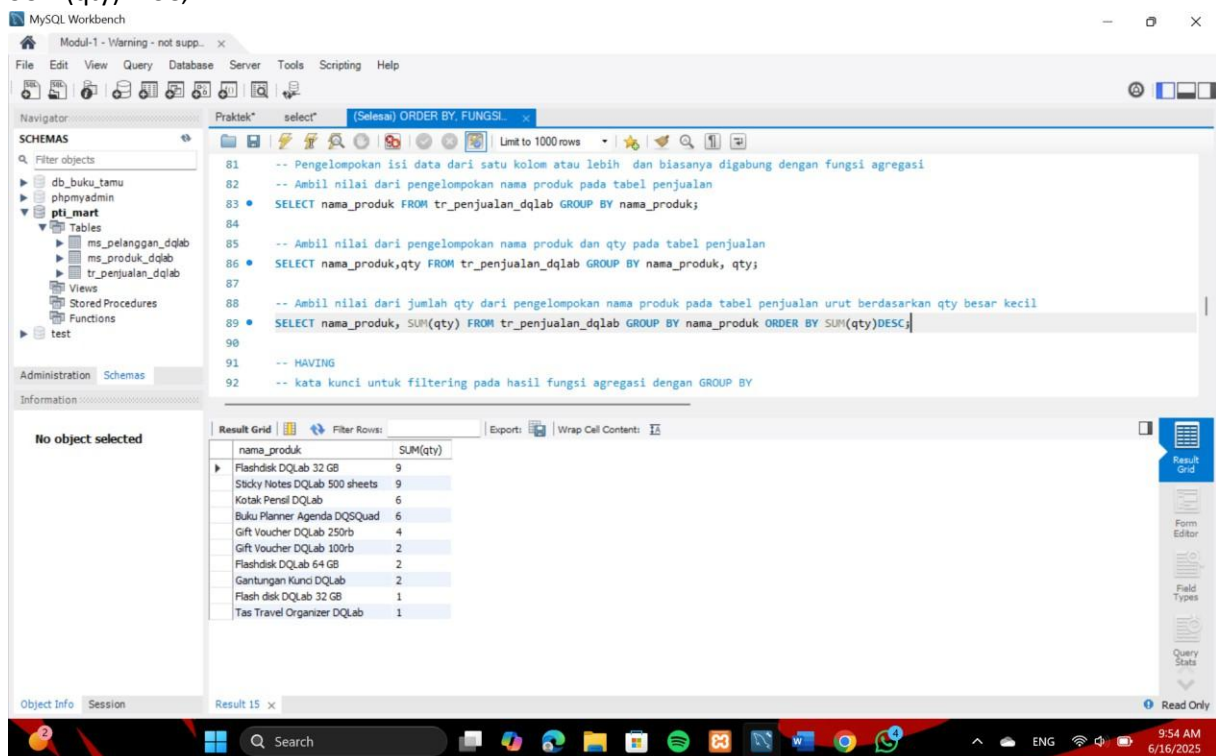 MySQL Workbench
Modul-1 - Warning - not supp...
File Edit View Query Database Server Tools Scripting Help
Navigator
SCHEMAS
Filter objects
db_buku_tamu
phpmyadmin
pti_mart
Tables
ms_pelanggan_dqlab
ms_produk_dqlab
tr_penjualan_dqlab
Views
Stored Procedures
Functions
test
Administration Schemas
Information
No object selected
Object Info Session
Praktek* select* (Selesai) ORDER BY, FUNGSI...
Limit to 1000 rows
81 -- Pengelompokan isi data dari satu kolom atau lebih dan biasanya digabung dengan fungsi agregasi
82 -- Ambil nilai dari pengelompokan nama produk pada tabel penjualan
83 SELECT nama_produk FROM tr_penjualan_dqlab GROUP BY nama_produk;
84
85 -- Ambil nilai dari pengelompokan nama produk dan qty pada tabel penjualan
86 SELECT nama_produk,qty FROM tr_penjualan_dqlab GROUP BY nama_produk, qty;
87
88 -- Ambil nilai dari jumlah qty dari pengelompokan nama produk pada tabel penjualan urut berdasarkan qty besar kecil
89 SELECT nama_produk, SUM(qty) FROM tr_penjualan_dqlab GROUP BY nama_produk ORDER BY SUM(qty)DESC;
90
91 -- HAVING
92 -- kata kunci untuk filtering pada hasil fungsi agregasi dengan GROUP BY
Result Grid Filter Rows: Export: Wrap Cell Content:
nama_produk SUM(qty)
Flashdisk DQLab 32 GB 9
Sticky Notes DQLab 500 sheets 9
Kotak Pensil DQLab 6
Buku Planner Agenda DQSQuad 6
Gift Voucher DQLab 250rb 4
Gift Voucher DQLab 100rb 2
Flashdisk DQLab 64 GB 2
Gantungan Kunci DQLab 2
Flash disk DQLab 32 GB 1
Tas Travel Organizer DQLab 1
Result
Grid
Form
Editor
Field
Types
Query
Stats
Result 15
Read Only
2
Search
4
ENG
9:54 AM
6/16/2025